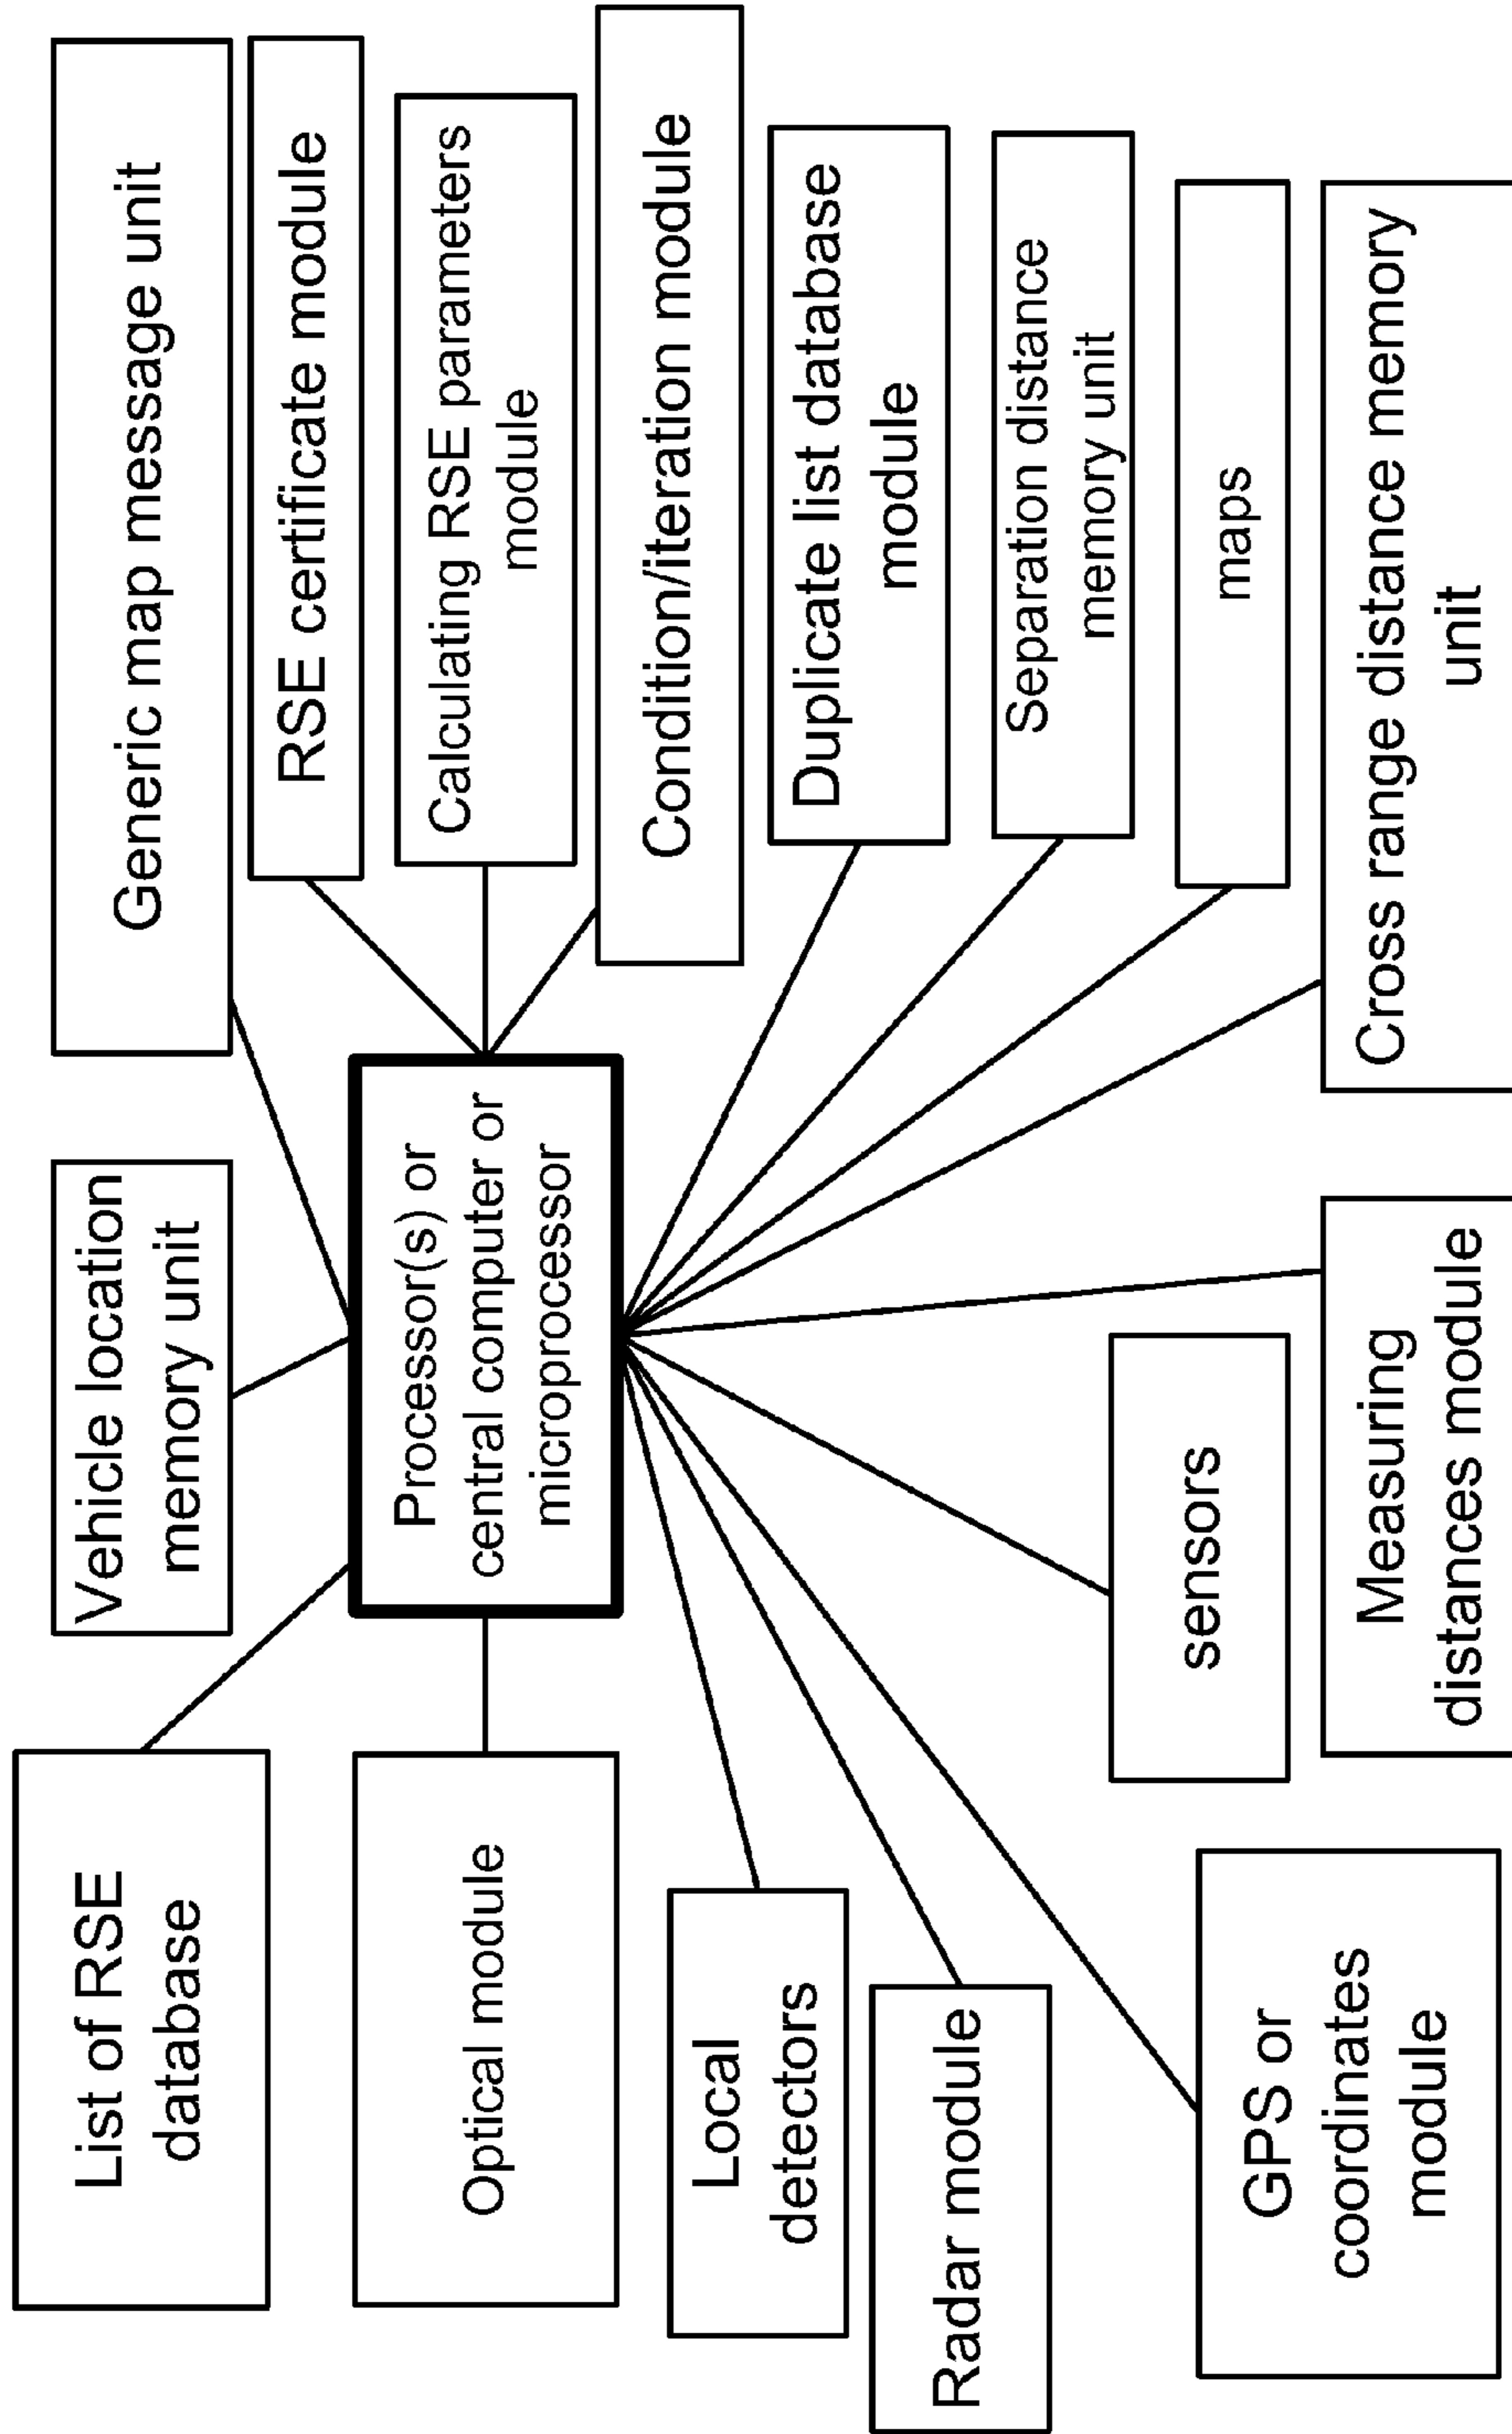 List of RSE
database
Vehicle location
memory unit
Generic map message unit
RSE certificate module
Calculating RSE parameters
module
Condition/iteration module
Duplicate list database
module
Separation distance
memory unit
maps
Cross range distance memory
unit
Processor(s) or
central computer or
microprocessor
Optical module
Local
detectors
Radar module
GPS or
coordinates
module
sensors
Measuring
distances module